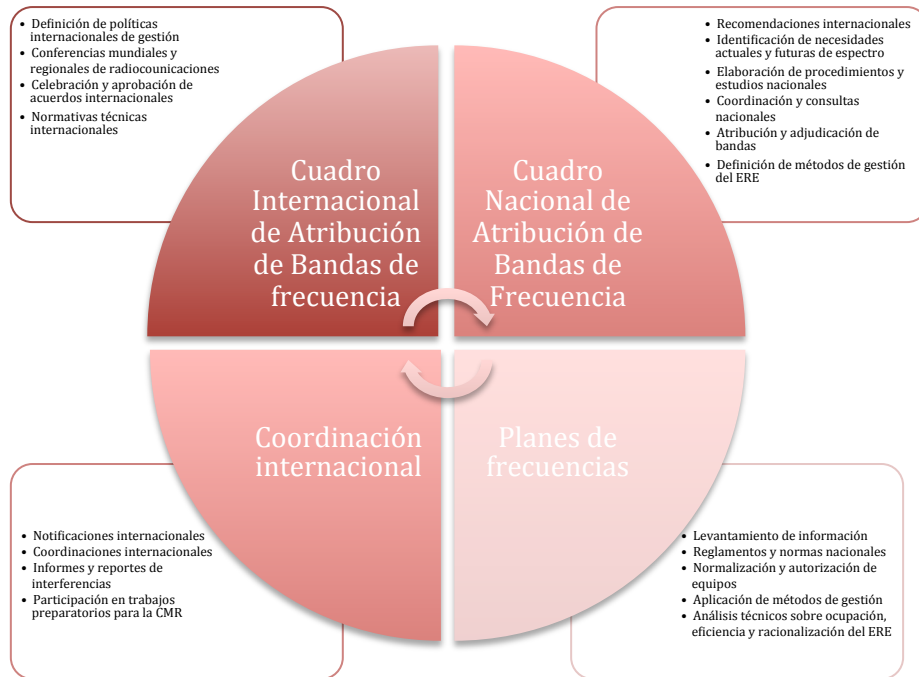 • Definición de políticas
internacionales de gestión
• Conferencias mundiales y
regionales de radiocounicaciones
• Celebración y aprobación de
acuerdos internacionales
• Normativas técnicas
internacionales
• Recomendaciones internacionales
• Identificación de necesidades
actuales y futuras de espectro
• Elaboración de procedimientos y
estudios nacionales
• Coordinación y consultas
nacionales
• Atribución y adjudicación de
bandas
• Definición de métodos de gestión
del ERE
Cuadro
Internacional
de Atribución
de Bandas de
frecuencia
Cuadro
Nacional de
Atribución de
Bandas de
Frecuencia
Coordinación
internacional
Planes de
frecuencias
• Notificaciones internacionales
• Coordinaciones internacionales
• Informes y reportes de
interferencias
• Participación en trabajos
preparatorios para la CMR
• Levantamiento de información
• Reglamentos y normas nacionales
• Normalización y autorización de
equipos
• Aplicación de métodos de gestión
• Análisis técnicos sobre ocupación,
eficiencia y racionalización del ERE